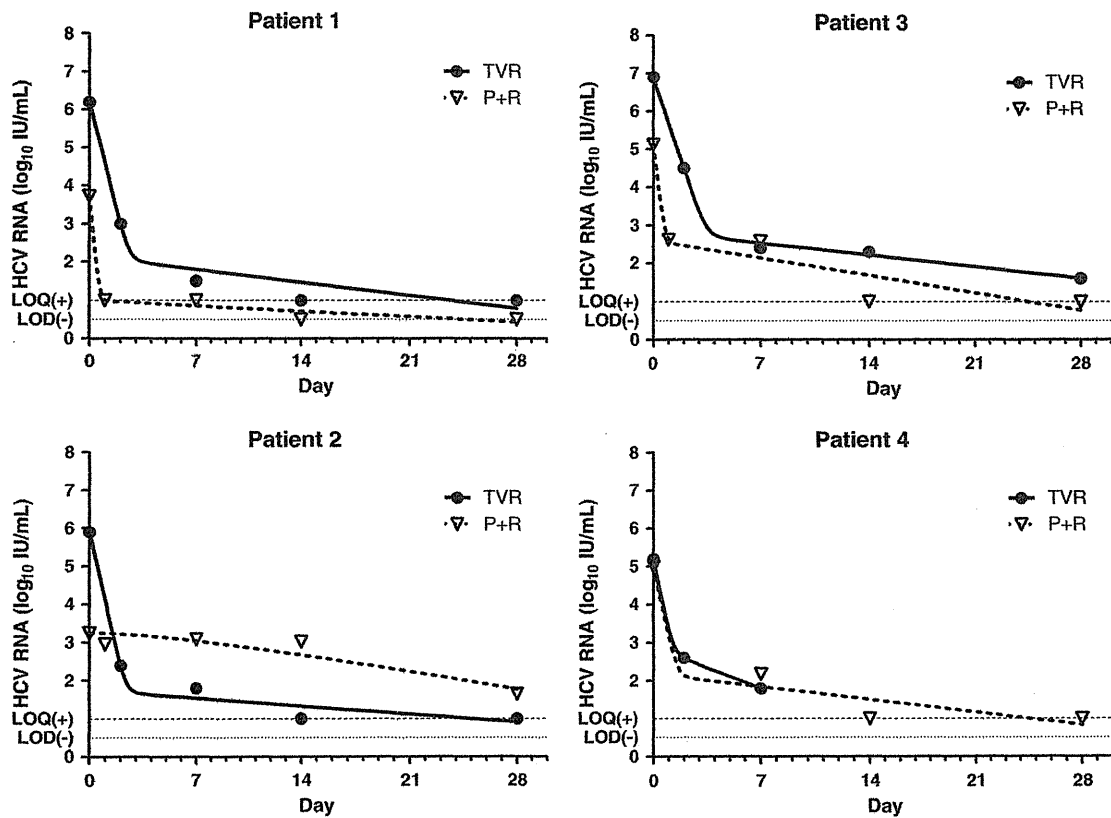 Patient 1
HCV RNA (log10 IU/mL)
8
7
6
5
4
3
2
LOQ(+)
LOD(-)
0
TVR
P+R
0 7 14 21 28
Day
Patient 3
HCV RNA (log10 IU/mL)
8
7
6
5
4
3
2
LOQ(+)
LOD(-)
0
TVR
P+R
0 7 14 21 28
Day
Patient 2
HCV RNA (log10 IU/mL)
8
7
6
5
4
3
2
LOQ(+)
LOD(-)
0
TVR
P+R
0 7 14 21 28
Day
Patient 4
HCV RNA (log10 IU/mL)
8
7
6
5
4
3
2
LOQ(+)
LOD(-)
0
TVR
P+R
0 7 14 21 28
Day